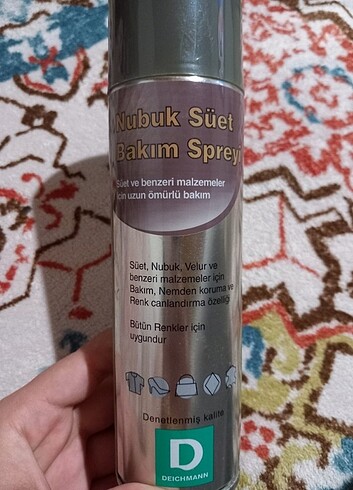 Nubuk Süet
Bakım Spreyi
Süet ve benzeri malzemeler
için uzun ömürlü bakım
Süet, Nubuk, Velur ve
benzeri malzemeler için
Bakım, Nemden koruma ve
Renk canlandırma özelliği
Bütün Renkler için
uygundur
Denetlenmiş kalite
D
DEICHMANN